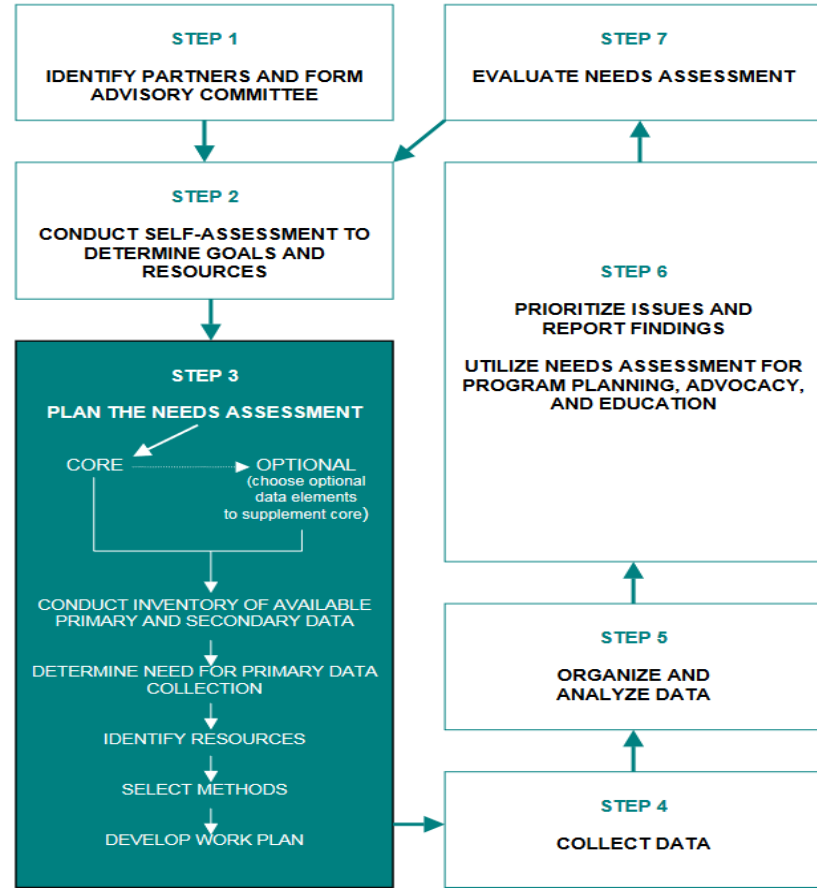 STEP 1
IDENTIFY PARTNERS AND FORM
ADVISORY COMMITTEE
STEP 2
CONDUCT SELF-ASSESSMENT TO
DETERMINE GOALS AND
RESOURCES
STEP 3
PLAN THE NEEDS ASSESSMENT
CORE
OPTIONAL
(choose optional
data elements
to supplement core)
CONDUCT INVENTORY OF AVAILABLE
PRIMARY AND SECONDARY DATA
DETERMINE NEED FOR PRIMARY DATA
COLLECTION
IDENTIFY RESOURCES
SELECT METHODS
DEVELOP WORK PLAN
STEP 4
COLLECT DATA
STEP 5
ORGANIZE AND
ANALYZE DATA
STEP 6
PRIORITIZE ISSUES AND
REPORT FINDINGS
UTILIZE NEEDS ASSESSMENT FOR
PROGRAM PLANNING, ADVOCACY,
AND EDUCATION
STEP 7
EVALUATE NEEDS ASSESSMENT